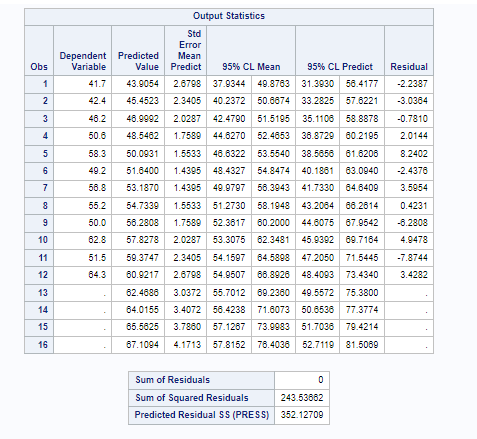 Output Statistics
Obs Dependent Variable Predicted Value Std Error Mean Predict 95% CL Mean 95% CL Predict Residual
1 41.7 43.9054 2.6798 37.9344 49.8763 31.3930 56.4177 -2.2387
2 42.4 45.4523 2.3405 40.2372 50.6674 33.2825 57.6221 -3.0364
3 46.2 46.9992 2.0287 42.4790 51.5195 35.1106 58.8878 -0.7810
4 50.6 48.5462 1.7589 44.6270 52.4653 36.8729 60.2195 2.0144
5 58.3 50.0931 1.5533 46.6322 53.5540 38.5656 61.6206 8.2402
6 49.2 51.6400 1.4395 48.4327 54.8474 40.1861 63.0940 -2.4376
7 56.8 53.1870 1.4395 49.9797 56.3943 41.7330 64.6409 3.5954
8 55.2 54.7339 1.5533 51.2730 58.1948 43.2064 66.2614 0.4231
9 50.0 56.2808 1.7589 52.3617 60.2000 44.6075 67.9542 -6.2808
10 62.8 57.8278 2.0287 53.3075 62.3481 45.9392 69.7164 4.9478
11 51.5 59.3747 2.3405 54.1597 64.5898 47.2050 71.5445 -7.8744
12 64.3 60.9217 2.6798 54.9507 66.8926 48.4093 73.4340 3.4282
13 . 62.4686 3.0372 55.7012 69.2360 49.5572 75.3800 .
14 . 64.0155 3.4072 56.4238 71.6073 50.6536 77.3774 .
15 . 65.5625 3.7860 57.1267 73.9983 51.7036 79.4214 .
16 . 67.1094 4.1713 57.8152 76.4036 52.7119 81.5069 .
Sum of Residuals 0
Sum of Squared Residuals 243.53662
Predicted Residual SS (PRESS) 352.12709